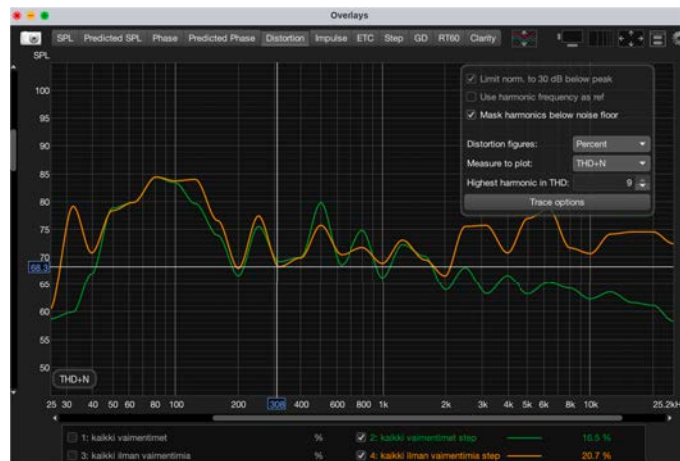 Overlays
SPL Predicted SPL Phase Predicted Phase Distortion Impulse ETC Step GD RT60 Clarity
SPL
Limit norm. to 30 dB below peak
Use harmonic frequency as ref
Mask harmonics below noise floor
Distortion figures: Percent
Measure to plot: THD+N
Highest harmonic in THD: 9
Trace options
100
95
90
85
80
75
70
68.3
65
60
55
50
THD+N
25 30 40 50 60 80 100 200 308 400 600 800 1k 2k 3k 4k 5k 6k 8k 10k 25.2kH
1: kaikki vaimentimet % 2: kaikki vaimentimet step 16.5 %
3: kaikki ilman vaimentimia % 4: kaikki ilman vaimentimia step 20.7 %